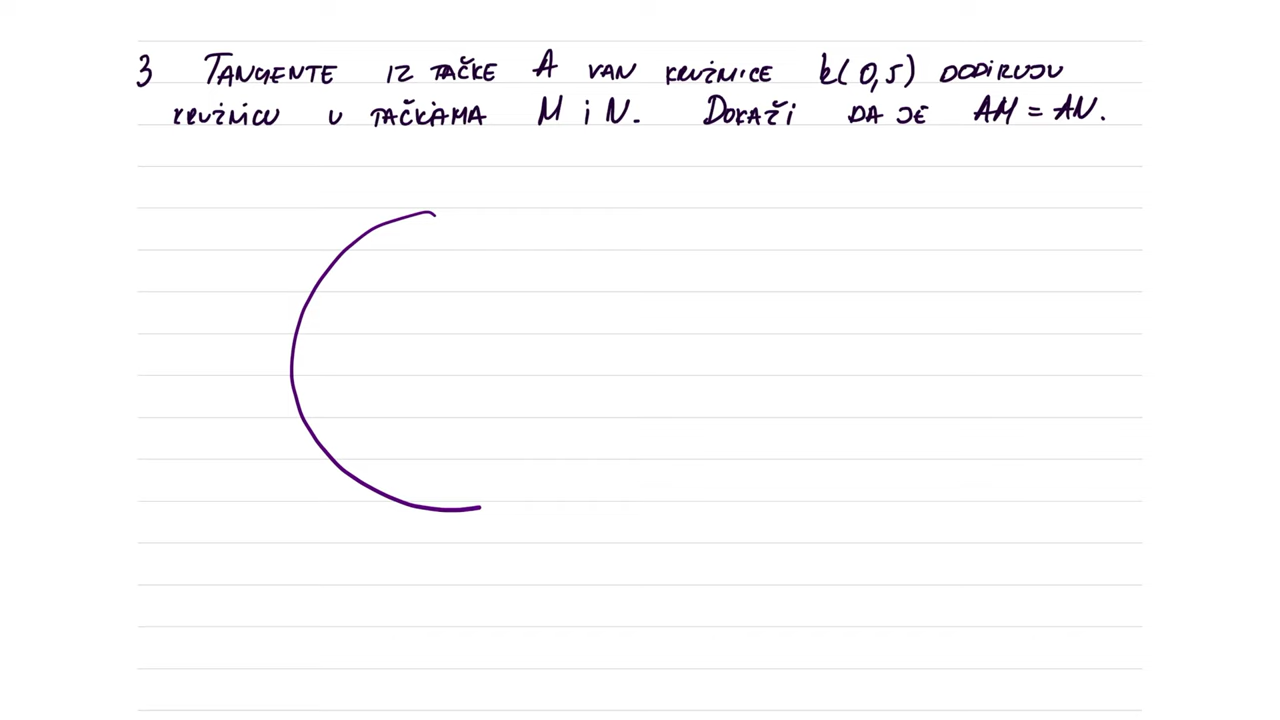 3 TANGENTE IZ TAČKE A VAN KRUŽNICE k(O,r) DODIRUJU
KRUŽNICU U TAČKAMA M i N. DOKAŽI DA JE AM = AN.